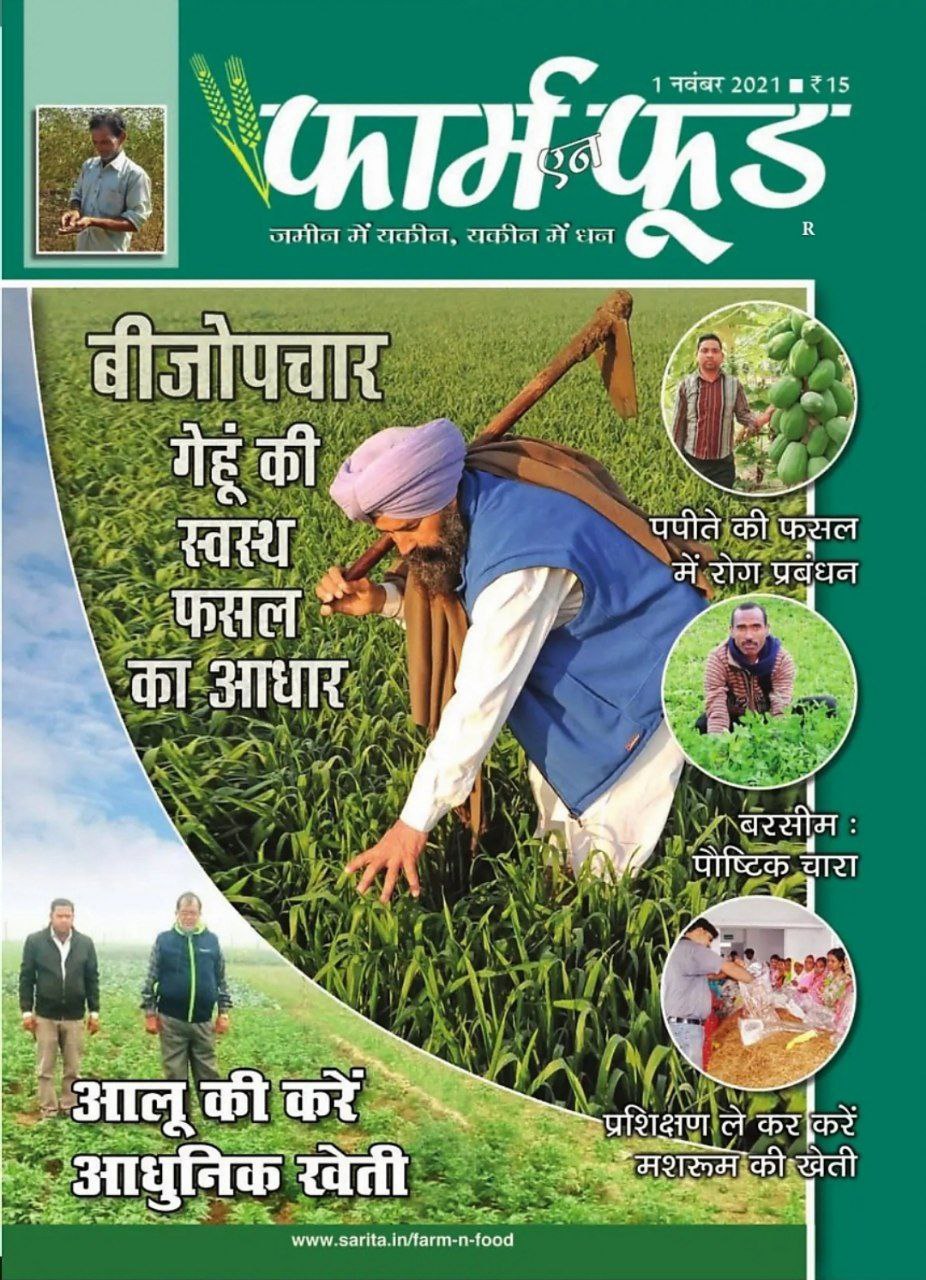 1 नवंबर 2021 ■ ₹15
फार्म एन फूड
R
जमीन में यकीन, यकीन में धन
बीजोपचार
गेहूं की
स्वस्थ
फसल
का आधार
पपीते की फसल
में रोग प्रबंधन
बरसीम :
पौष्टिक चारा
प्रशिक्षण ले कर करें
मशरूम की खेती
आलू की करें
आधुनिक खेती
www.sarita.in/farm-n-food